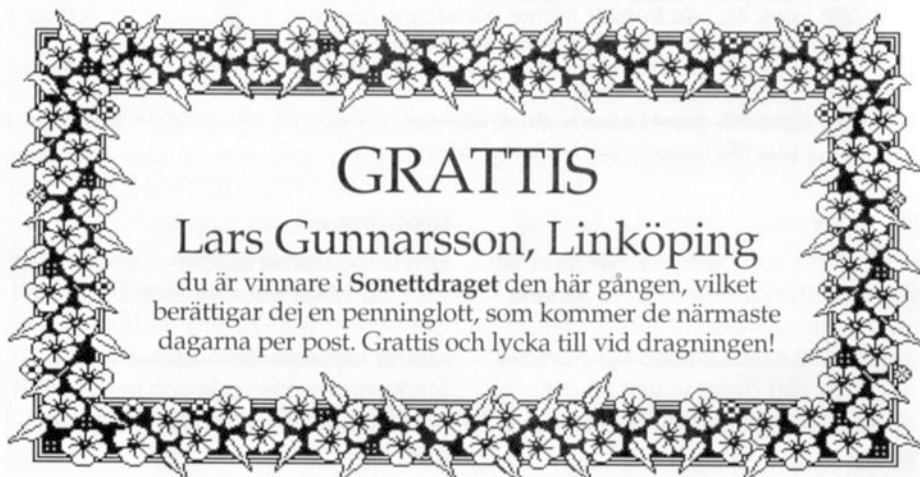 GRATTIS
Lars Gunnarsson, Linköping
du är vinnare i Sonettdraget den här gången, vilket
berättigar dej en penninglott, som kommer de närmaste
dagarna per post. Grattis och lycka till vid dragningen!